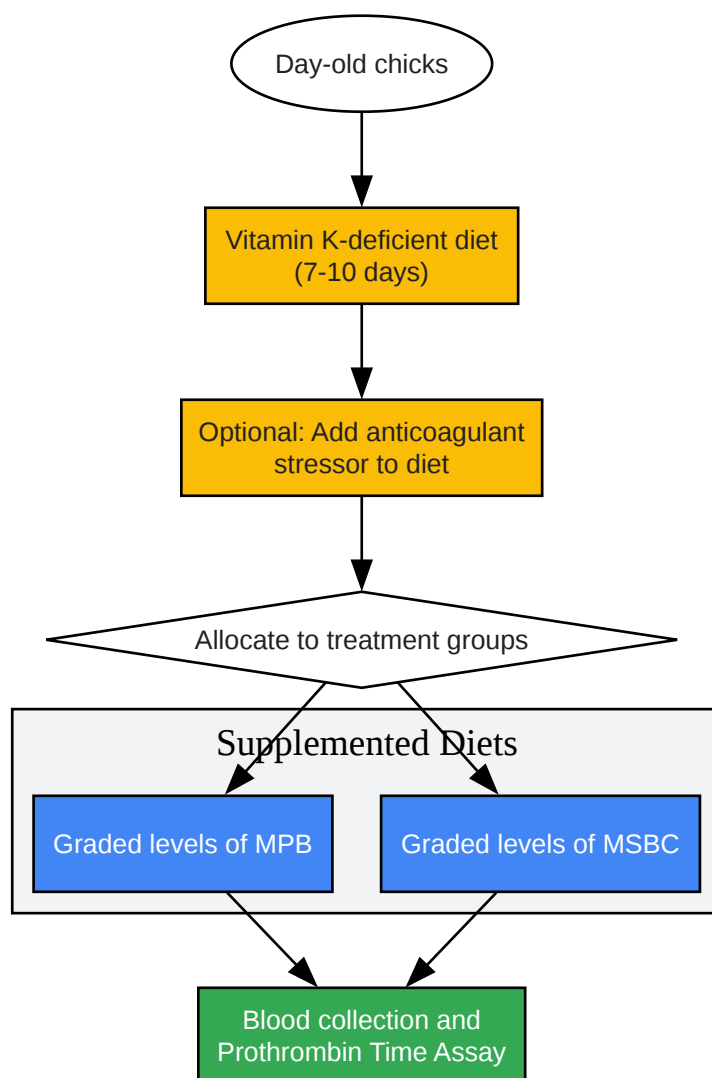 Day-old chicks
Vitamin K-deficient diet
(7-10 days)
Optional: Add anticoagulant
stressor to diet
Allocate to treatment groups
Supplemented Diets
Graded levels of MPB
Graded levels of MSBC
Blood collection and
Prothrombin Time Assay